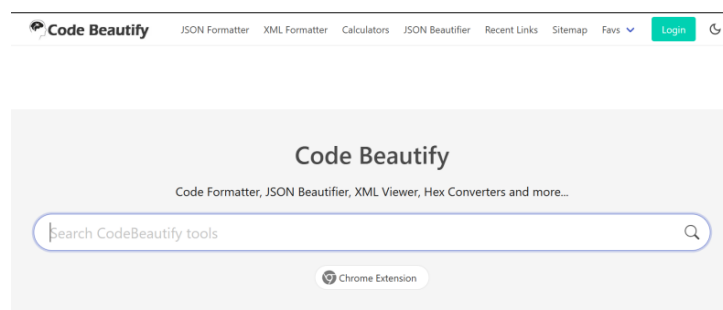 Code Beautify JSON Formatter XML Formatter Calculators JSON Beautifier Recent Links Sitemap Favs Login
Code Beautify
Code Formatter, JSON Beautifier, XML Viewer, Hex Converters and more...
Search CodeBeautify tools
Chrome Extension